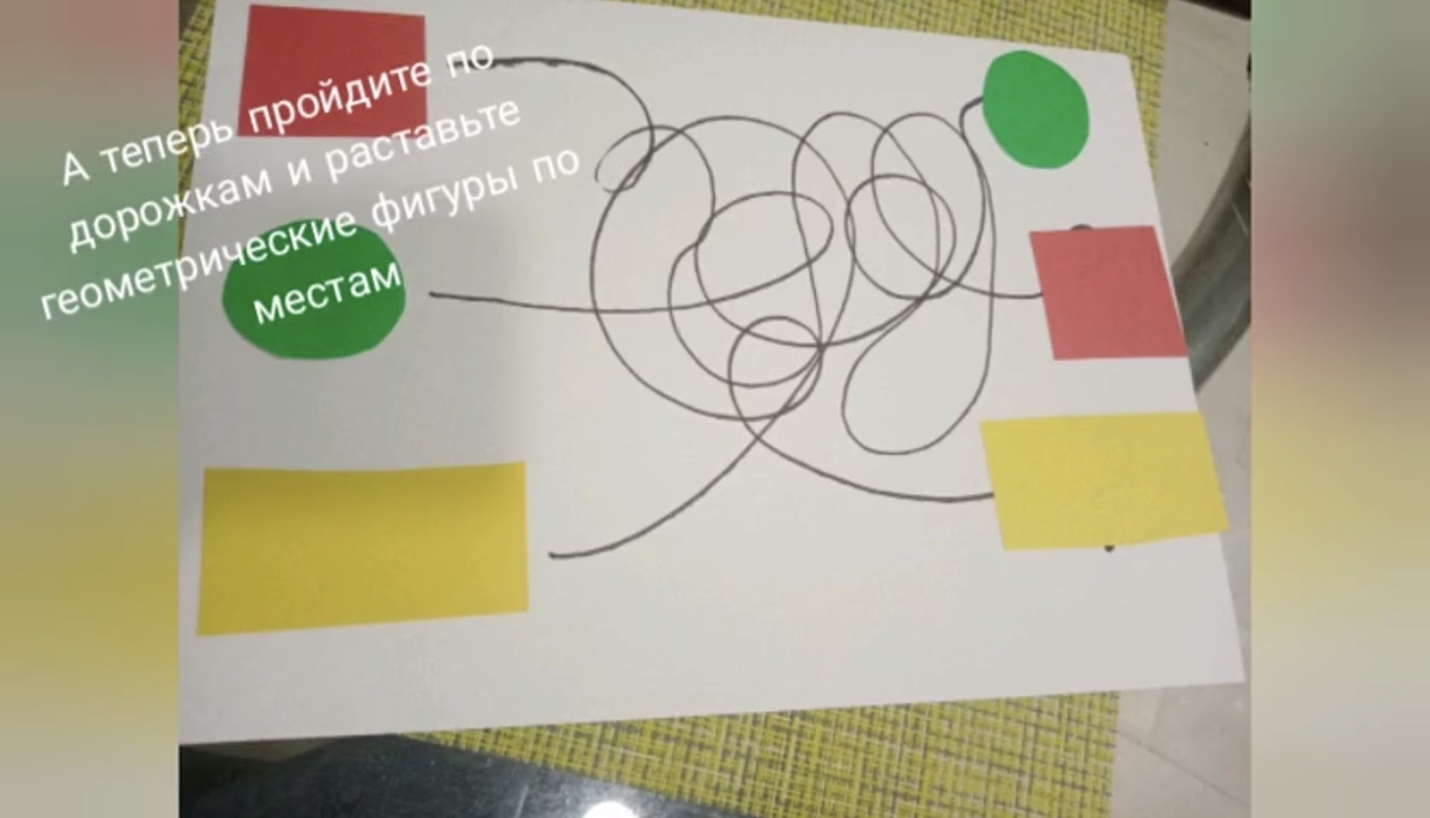 А теперь пройдите по
дорожкам и раставьте
геометрические фигуры по
местам